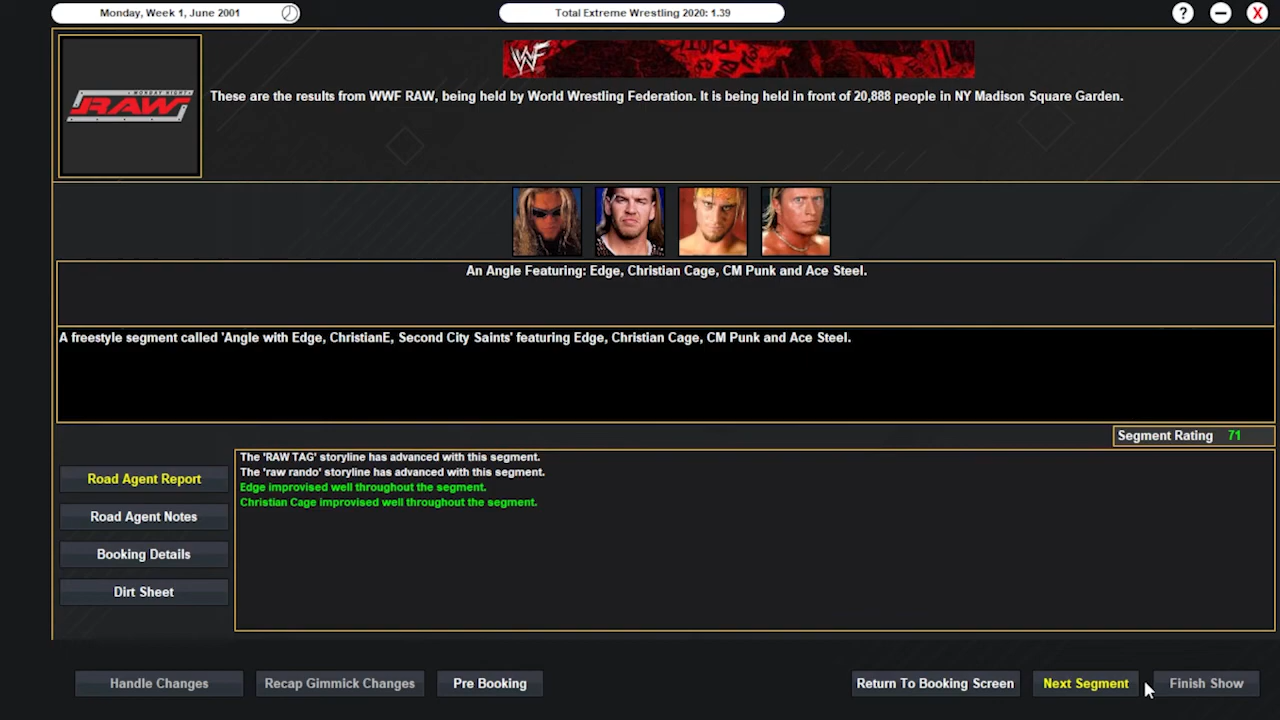 Monday, Week 1, June 2001
Total Extreme Wrestling 2020: 1.39
?
X
MONDAY NIGHT
RAW
WWF
These are the results from WWF RAW, being held by World Wrestling Federation. It is being held in front of 20,888 people in NY Madison Square Garden.
An Angle Featuring: Edge, Christian Cage, CM Punk and Ace Steel.
A freestyle segment called 'Angle with Edge, ChristianE, Second City Saints' featuring Edge, Christian Cage, CM Punk and Ace Steel.
Segment Rating 71
Road Agent Report
Road Agent Notes
Booking Details
Dirt Sheet
The 'RAW TAG' storyline has advanced with this segment.
The 'raw rando' storyline has advanced with this segment.
Edge improvised well throughout the segment.
Christian Cage improvised well throughout the segment.
Handle Changes
Recap Gimmick Changes
Pre Booking
Return To Booking Screen
Next Segment
Finish Show